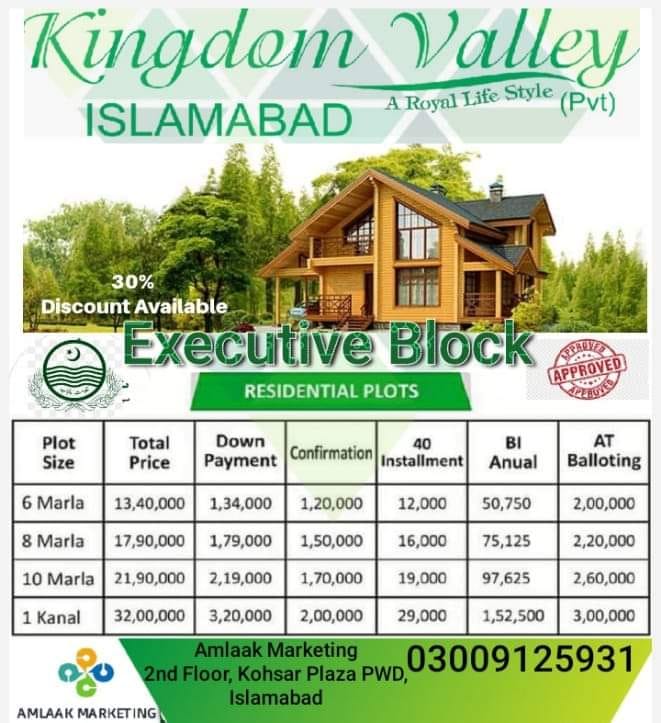 Kingdom Valley
A Royal Life Style (Pvt)
ISLAMABAD
30%
Discount Available
Executive Block
APPROVED
APPROVED
APPROVED
RESIDENTIAL PLOTS
Plot Size | Total Price | Down Payment | Confirmation | 40 Installment | BI Anual | AT Balloting
6 Marla | 13,40,000 | 1,34,000 | 1,20,000 | 12,000 | 50,750 | 2,00,000
8 Marla | 17,90,000 | 1,79,000 | 1,50,000 | 16,000 | 75,125 | 2,20,000
10 Marla | 21,90,000 | 2,19,000 | 1,70,000 | 19,000 | 97,625 | 2,60,000
1 Kanal | 32,00,000 | 3,20,000 | 2,00,000 | 29,000 | 1,52,500 | 3,00,000
Amlaak Marketing
2nd Floor, Kohsar Plaza PWD,
Islamabad
03009125931
AMLAAK MARKETING